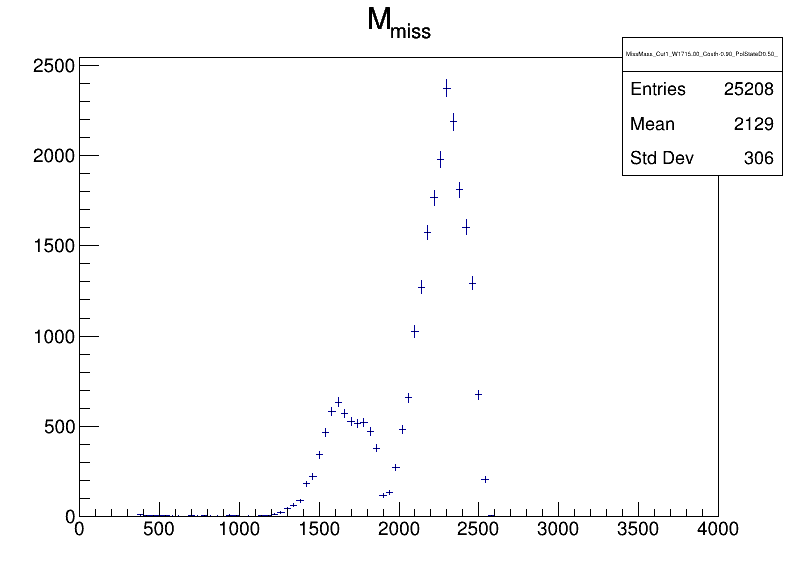 M_miss
MissMass_Cut1_W1715.00_Costh-0.90_PolStateD0.50_
Entries 25208
Mean 2129
Std Dev 306
2500
2000
1500
1000
500
0
0 500 1000 1500 2000 2500 3000 3500 4000